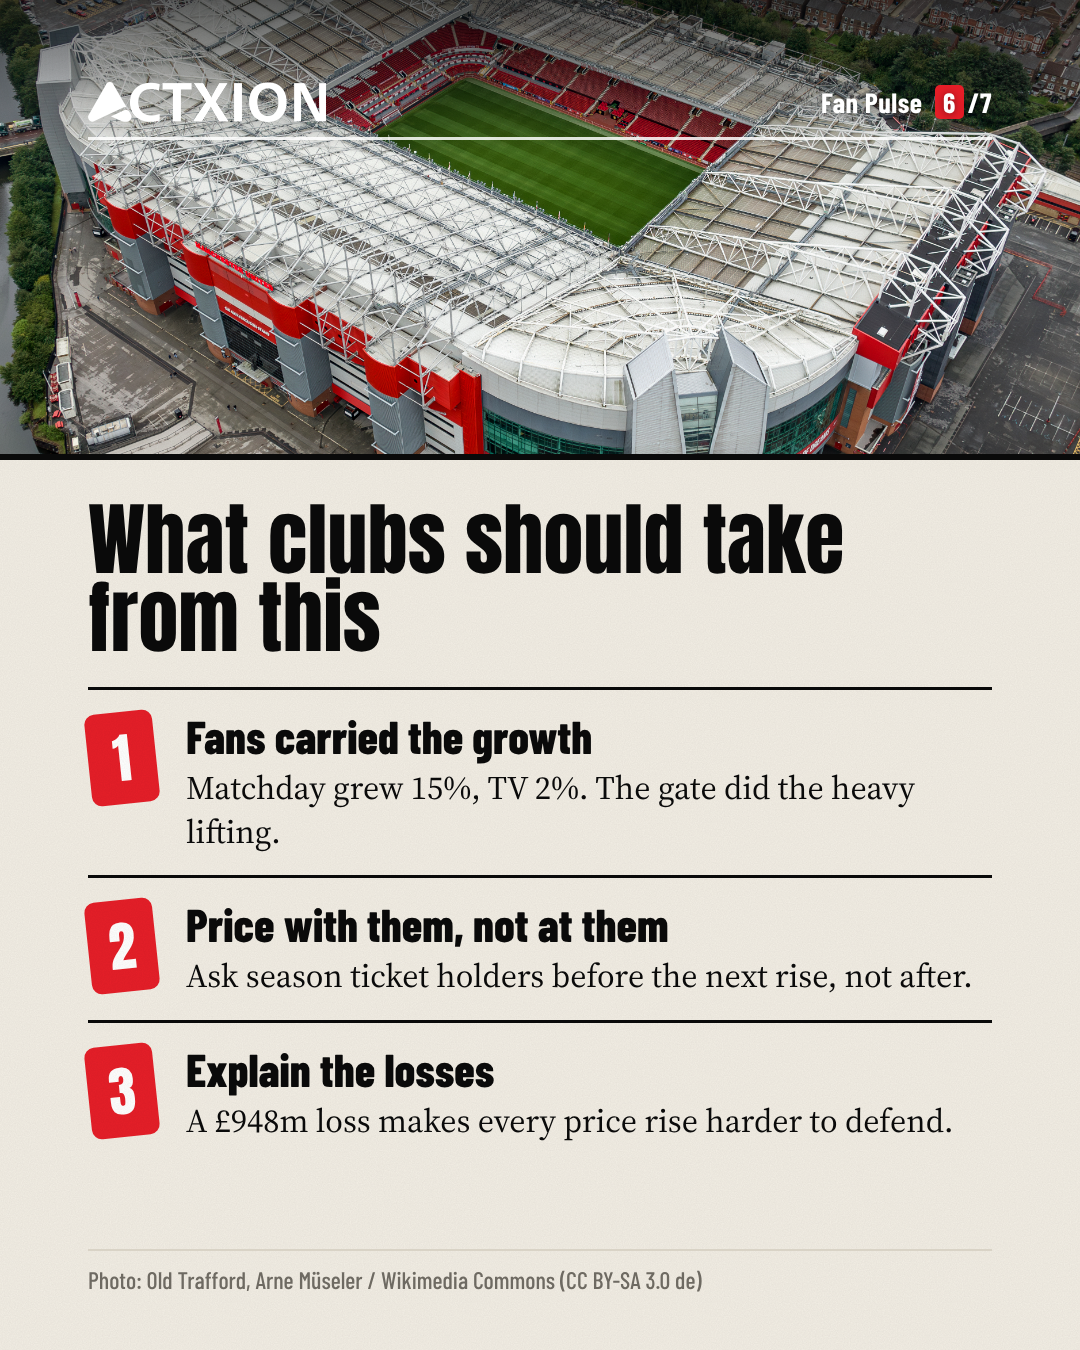 ACTXION
Fan Pulse 6/7
What clubs should take
from this
1
Fans carried the growth
Matchday grew 15%, TV 2%. The gate did the heavy
lifting.
2
Price with them, not at them
Ask season ticket holders before the next rise, not after.
3
Explain the losses
A £948m loss makes every price rise harder to defend.
Photo: Old Trafford, Arne Müseler / Wikimedia Commons (CC BY-SA 3.0 de)